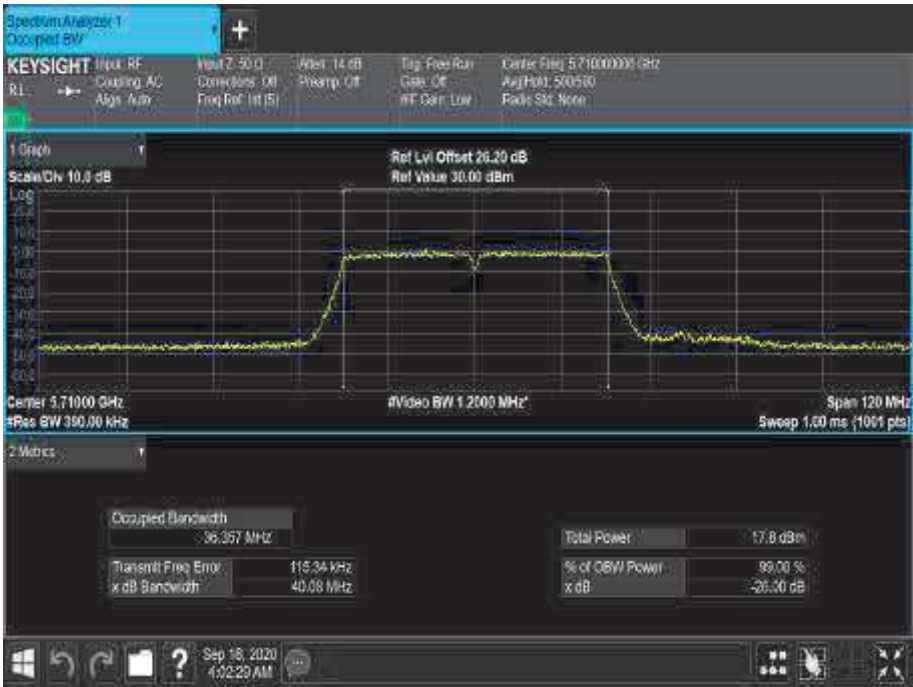 Spectrum Analyzer 1
Occupied BW
KEYSIGHT Input: RF
Coupling: AC
Align: Auto
Input Z: 50 Ω
Corrections: Off
Freq Ref: Int (S)
Atten: 14 dB
Preamp: Off
Trig: Free Run
Gate: Off
#IF Gain: Low
Center Freq: 5.710000000 GHz
Avg|Hold: 500/500
Radio Std: None
1 Graph
Scale/Div 10.0 dB
Ref Lvl Offset 26.20 dB
Ref Value 30.00 dBm
Log
Center 5.71000 GHz
#Res BW 390.00 kHz
#Video BW 1.2000 MHz*
Span 120 MHz
Sweep 1.00 ms (1001 pts)
2 Metrics
Occupied Bandwidth
36.357 MHz
Transmit Freq Error 115.34 kHz
x dB Bandwidth 40.08 MHz
Total Power 17.8 dBm
% of OBW Power 99.00 %
x dB -26.00 dB
Sep 18, 2020
4:02:29 AM